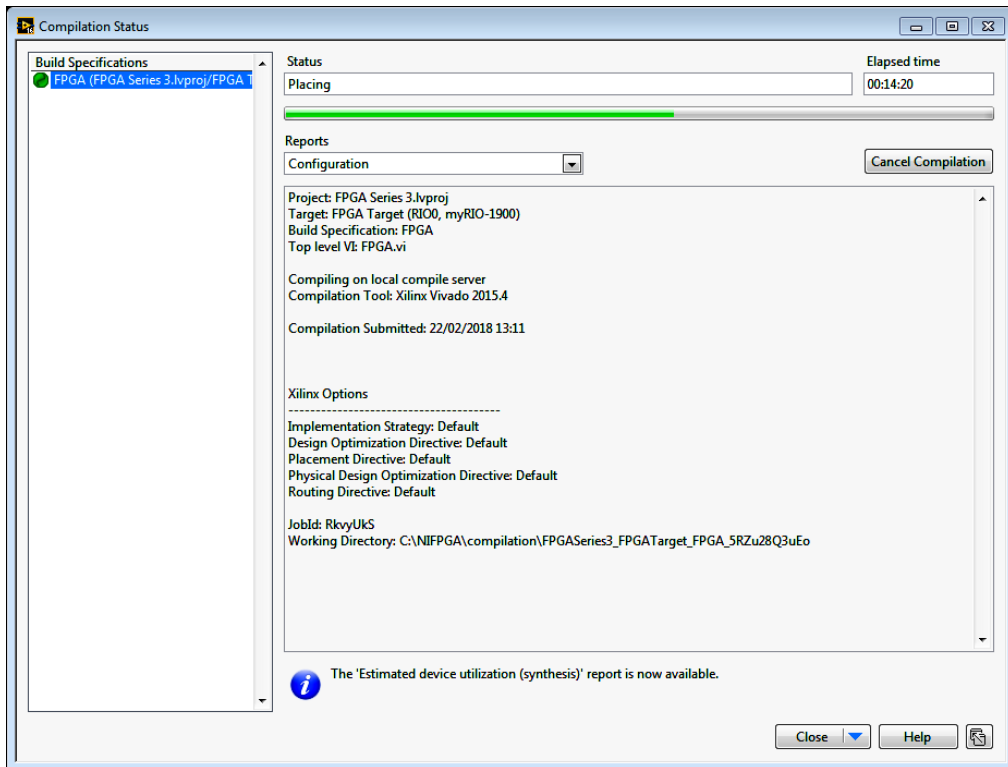 Compilation Status
Build Specifications
FPGA (FPGA Series 3.lvproj/FPGA T
Status
Elapsed time
Placing
00:14:20
Reports
Configuration
Cancel Compilation
Project: FPGA Series 3.lvproj
Target: FPGA Target (RIO0, myRIO-1900)
Build Specification: FPGA
Top level VI: FPGA.vi
Compiling on local compile server
Compilation Tool: Xilinx Vivado 2015.4
Compilation Submitted: 22/02/2018 13:11
Xilinx Options
---------------------------------------
Implementation Strategy: Default
Design Optimization Directive: Default
Placement Directive: Default
Physical Design Optimization Directive: Default
Routing Directive: Default
JobId: RkvyUkS
Working Directory: C:\NIFPGA\compilation\FPGASeries3_FPGATarget_FPGA_5RZu28Q3uEo
The 'Estimated device utilization (synthesis)' report is now available.
Close
Help